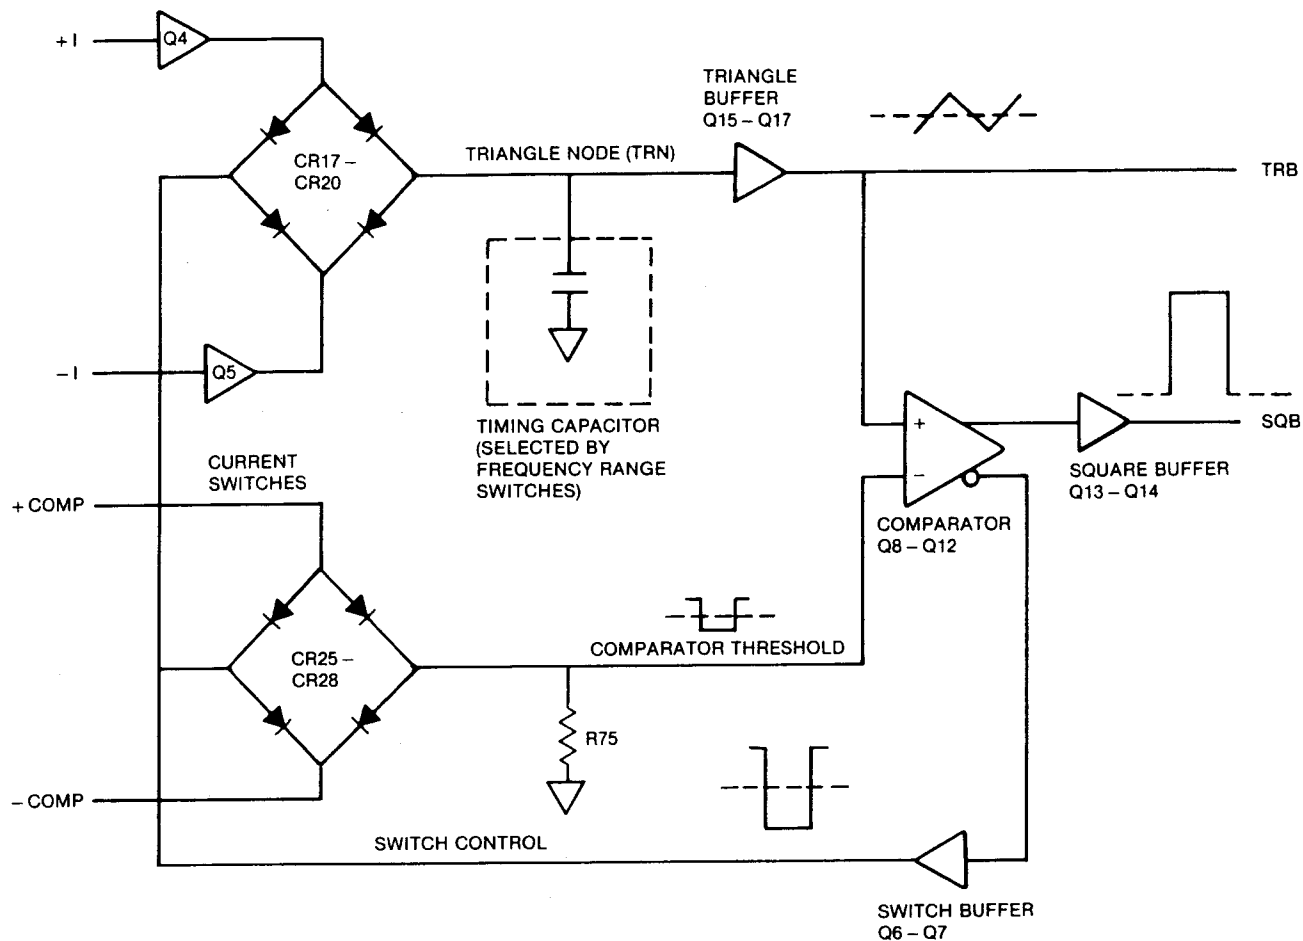 +I
Q4
TRIANGLE
BUFFER
Q15–Q17
CR17–
CR20
TRIANGLE NODE (TRN)
TRB
–I
Q5
TIMING CAPACITOR
(SELECTED BY
FREQUENCY RANGE
SWITCHES)
+
–
SQB
SQUARE BUFFER
Q13–Q14
CURRENT
SWITCHES
+COMP
COMPARATOR
Q8–Q12
CR25–
CR28
COMPARATOR THRESHOLD
R75
–COMP
SWITCH CONTROL
SWITCH BUFFER
Q6–Q7